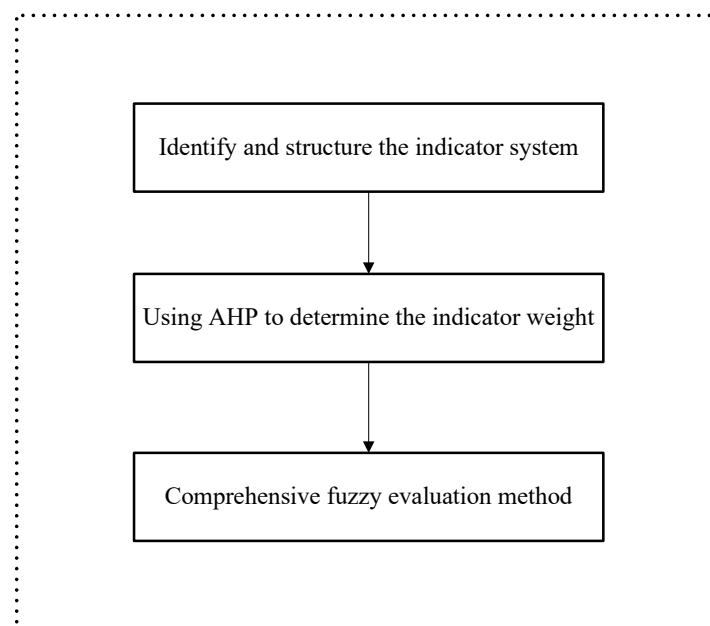 Identify and structure the indicator system
Using AHP to determine the indicator weight
Comprehensive fuzzy evaluation method